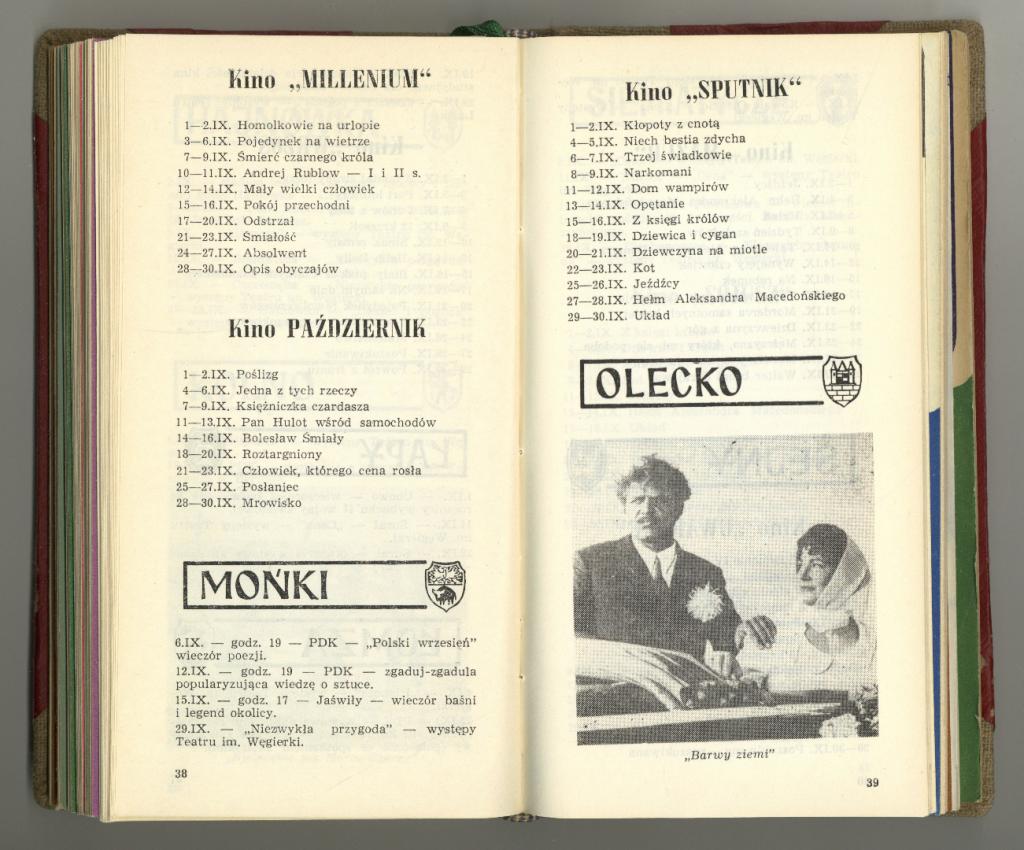 Kino „MILLENIUM“
1—2.IX. Homolkowie na urlopie
3—6.IX. Pojedynek na wietrze
7—9.IX. Śmierć czarnego króla
10—11.IX. Andrej Rublow — I i II s.
12—14.IX. Mały wielki człowiek
15—16.IX. Pokój przechodni
17—20.IX. Odstrzał
21—23.IX. Śmiałość
24—27.IX. Absolwent
28—30.IX. Opis obyczajów
Kino PAŹDZIERNIK
1—2.IX. Poślizg
4—6.IX. Jedna z tych rzeczy
7—9.IX. Księżniczka czardasza
11—13.IX. Pan Hulot wśród samochodów
14—16.IX. Bolesław Śmiały
18—20.IX. Roztargniony
21—23.IX. Człowiek, którego cena rosła
25—27.IX. Posłaniec
28—30.IX. Mrowisko
MOŃKI
6.IX. — godz. 19 — PDK — „Polski wrzesień”
wieczór poezji.
12.IX. — godz. 19 — PDK — zgaduj-zgadula
popularyzująca wiedzę o sztuce.
15.IX. — godz. 17 — Jaświły — wieczór baśni
i legend okolicy.
29.IX. — „Niezwykła przygoda” — występy
Teatru im. Węgierki.
38
Kino „SPUTNIK“
1—2.IX. Kłopoty z cnotą
4—5.IX. Niech bestia zdycha
6—7.IX. Trzej świadkowie
8—9.IX. Narkomani
11—12.IX. Dom wampirów
13—14.IX. Opętanie
15—16.IX. Z księgi królów
18—19.IX. Dziewica i cygan
20—21.IX. Dziewczyna na miotle
22—23.IX. Kot
25—26.IX. Jeźdźcy
27—28.IX. Hełm Aleksandra Macedońskiego
29—30.IX. Układ
OLECKO
„Barwy ziemi”
39